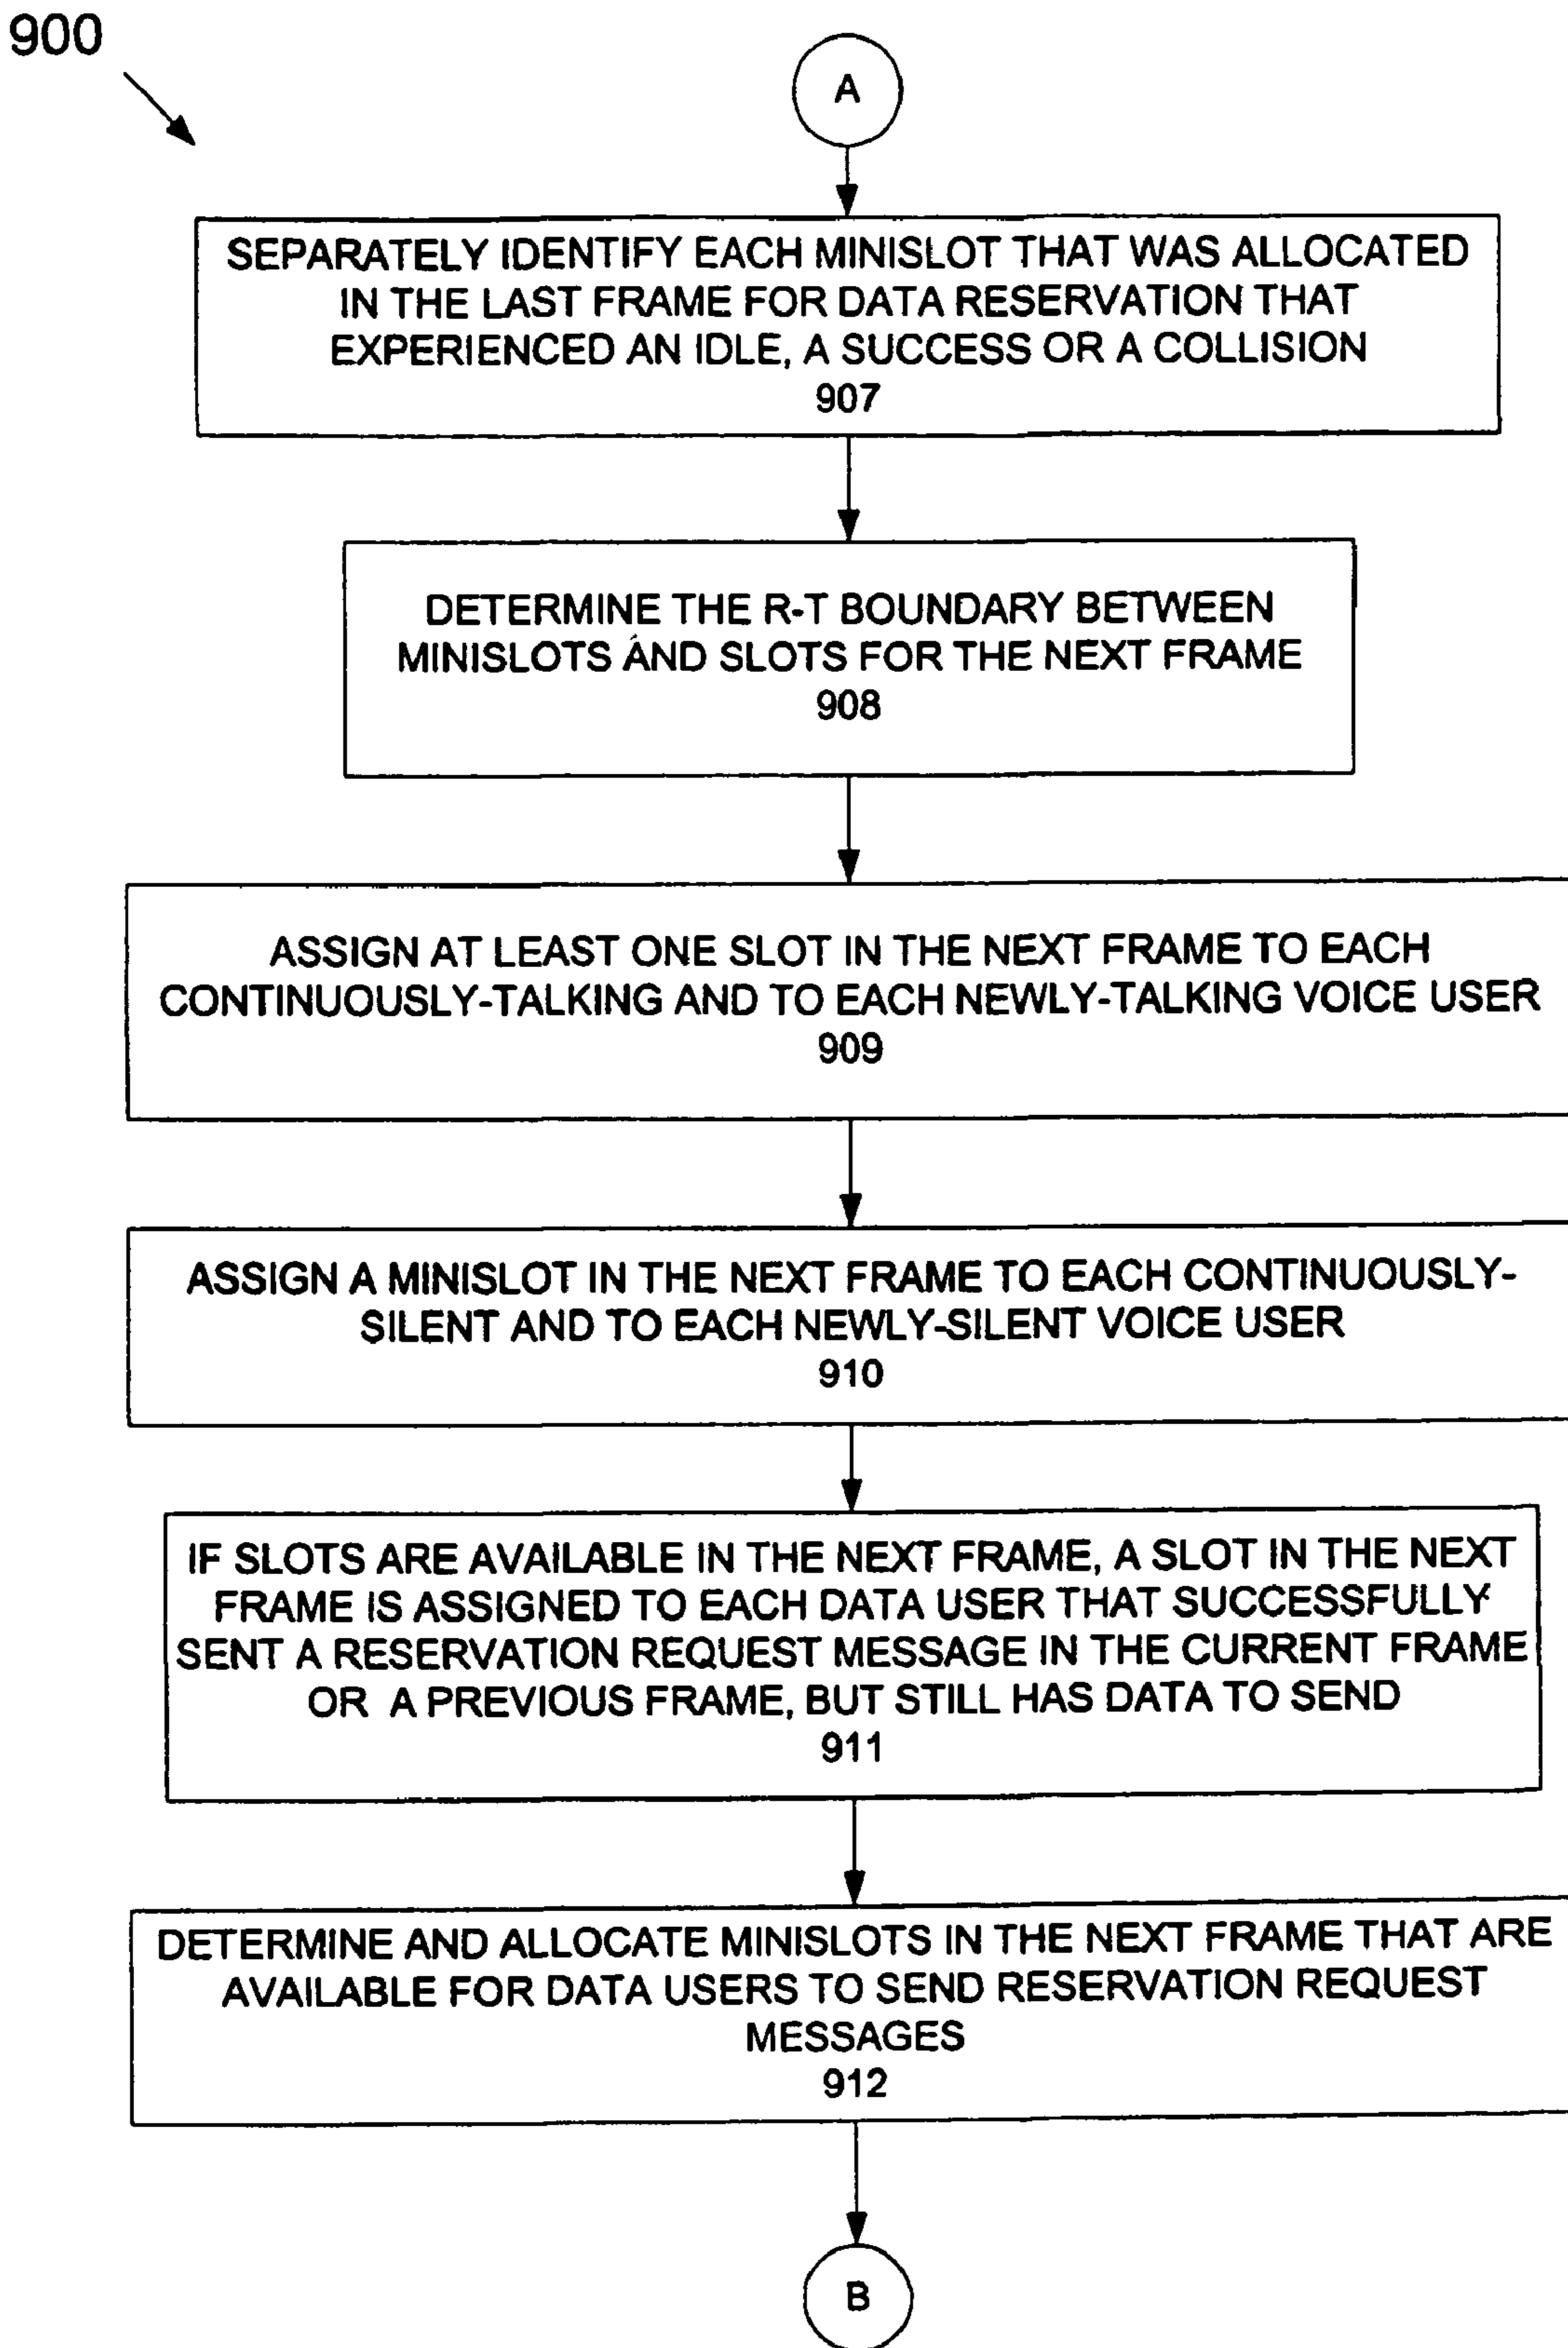 900
A
SEPARATELY IDENTIFY EACH MINISLOT THAT WAS ALLOCATED
IN THE LAST FRAME FOR DATA RESERVATION THAT
EXPERIENCED AN IDLE, A SUCCESS OR A COLLISION
907
DETERMINE THE R-T BOUNDARY BETWEEN
MINISLOTS AND SLOTS FOR THE NEXT FRAME
908
ASSIGN AT LEAST ONE SLOT IN THE NEXT FRAME TO EACH
CONTINUOUSLY-TALKING AND TO EACH NEWLY-TALKING VOICE USER
909
ASSIGN A MINISLOT IN THE NEXT FRAME TO EACH CONTINUOUSLY-
SILENT AND TO EACH NEWLY-SILENT VOICE USER
910
IF SLOTS ARE AVAILABLE IN THE NEXT FRAME, A SLOT IN THE NEXT
FRAME IS ASSIGNED TO EACH DATA USER THAT SUCCESSFULLY
SENT A RESERVATION REQUEST MESSAGE IN THE CURRENT FRAME
OR A PREVIOUS FRAME, BUT STILL HAS DATA TO SEND
911
DETERMINE AND ALLOCATE MINISLOTS IN THE NEXT FRAME THAT ARE
AVAILABLE FOR DATA USERS TO SEND RESERVATION REQUEST
MESSAGES
912
B